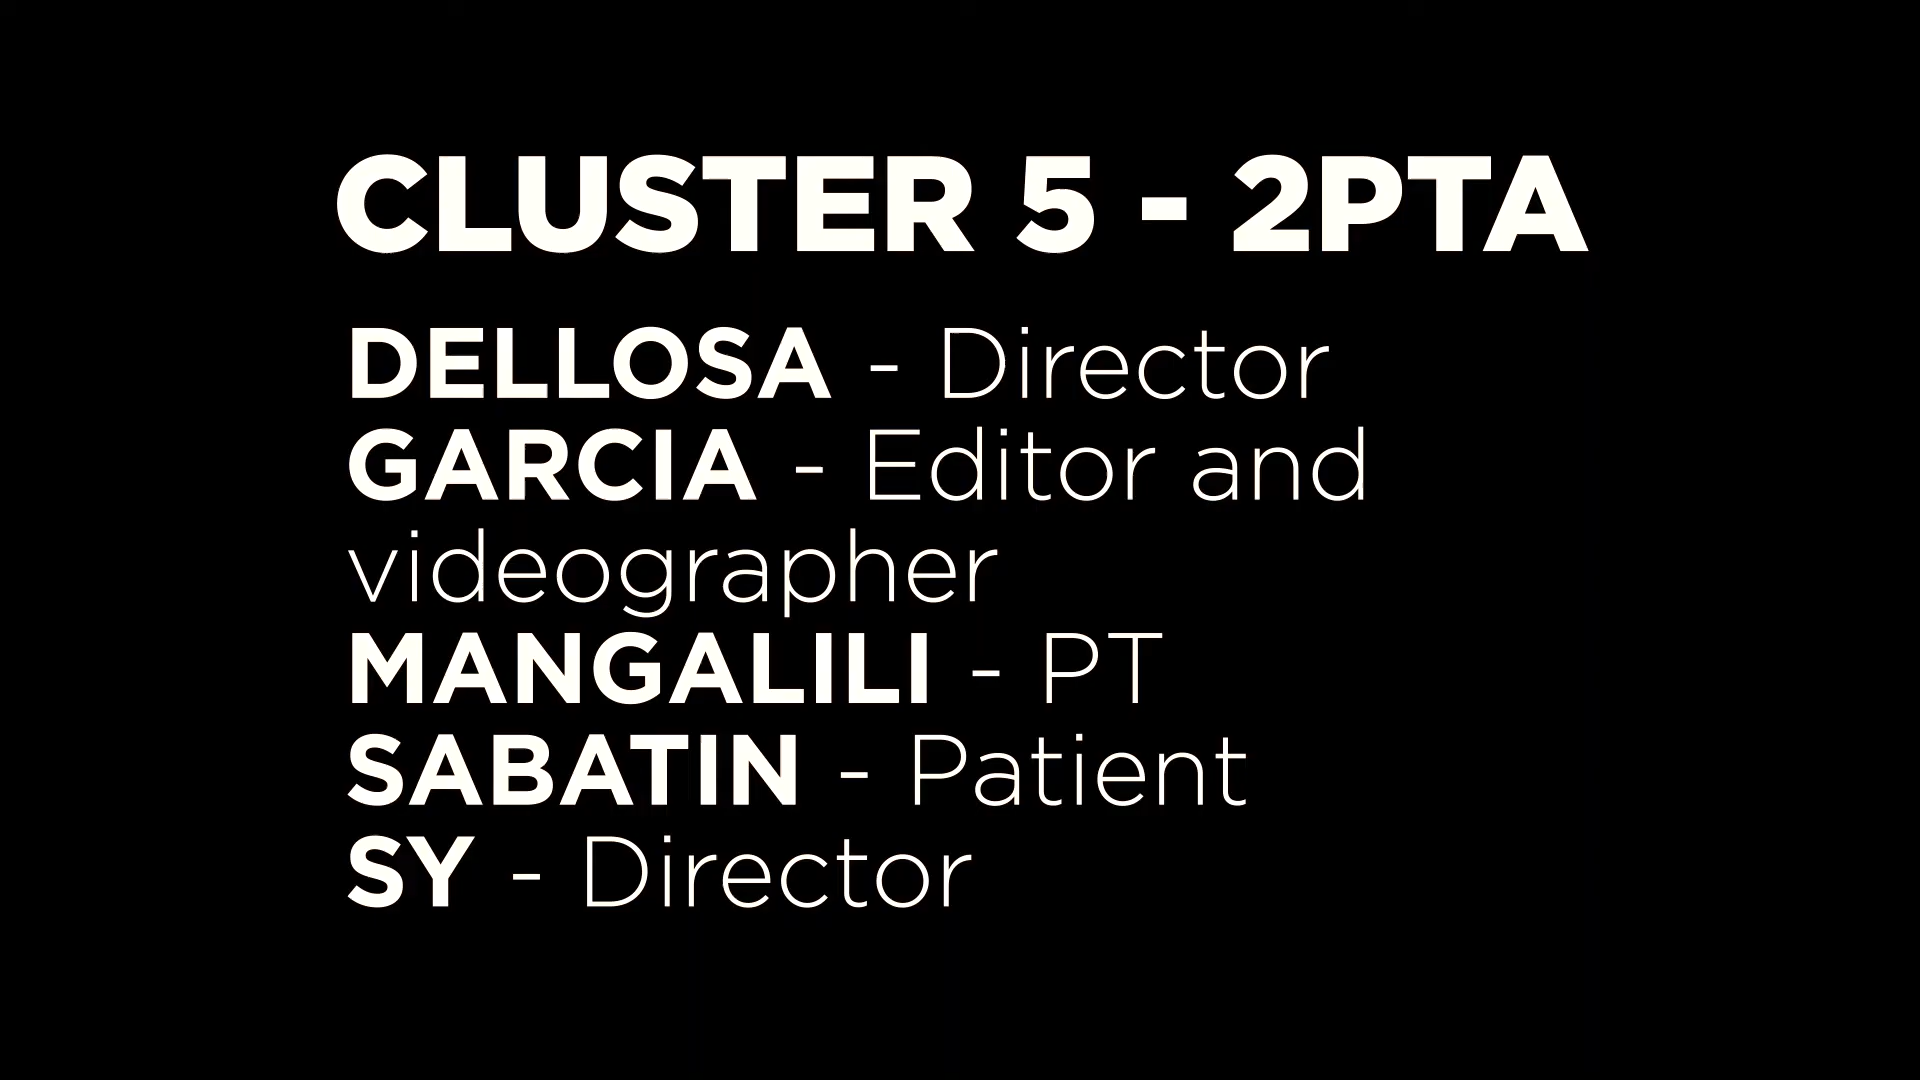 CLUSTER 5 - 2PTA
DELLOSA - Director
GARCIA - Editor and
videographer
MANGALILI - PT
SABATIN - Patient
SY - Director